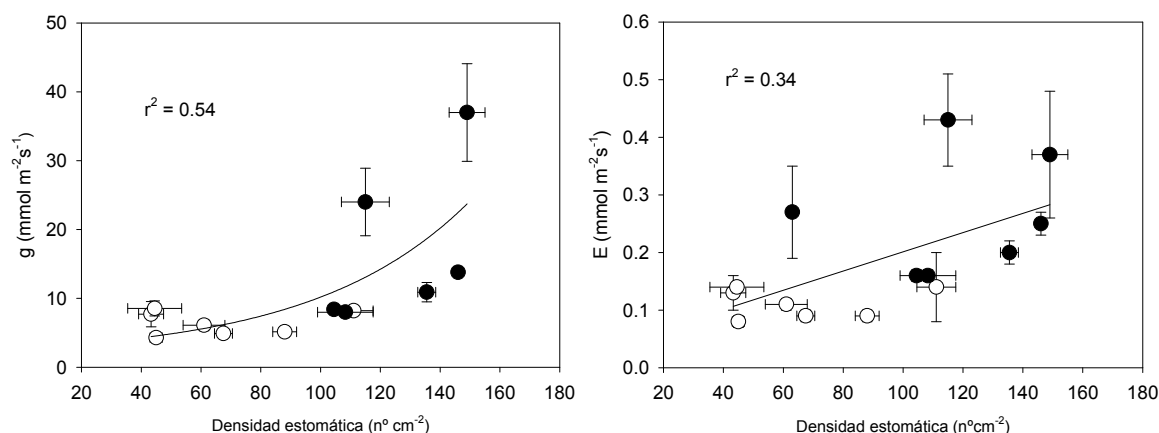 50
40
30
20
10
0
g (mmol m⁻²s⁻¹)
r² = 0.54
20 40 60 80 100 120 140 160 180
Densidad estomática (nº cm⁻²)
0.6
0.5
0.4
0.3
0.2
0.1
0.0
E (mmol m⁻²s⁻¹)
r² = 0.34
20 40 60 80 100 120 140 160 180
Densidad estomática (nºcm⁻²)